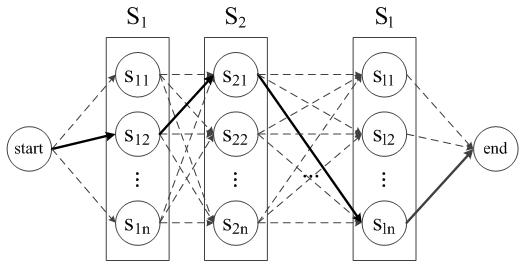 S1 S2 Sl
s11 s21 sl1
start s12 s22 sl2 end
⋮ ⋮ ... ⋮
s1n s2n sln